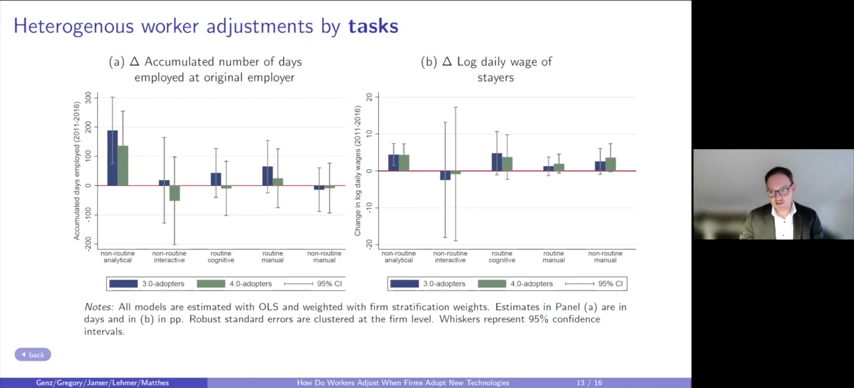 Heterogenous worker adjustments by tasks
(a) Δ Accumulated number of days
employed at original employer
Accumulated days employed (2011-2016)
300
200
100
0
-100
-200
non-routine
analytical
non-routine
interactive
routine
cognitive
routine
manual
non-routine
manual
3.0-adopters
4.0-adopters
95% CI
(b) Δ Log daily wage of
stayers
Change in log daily wages (2011-2016)
20
10
0
-10
-20
non-routine
analytical
non-routine
interactive
routine
cognitive
routine
manual
non-routine
manual
3.0-adopters
4.0-adopters
95% CI
Notes: All models are estimated with OLS and weighted with firm stratification weights. Estimates in Panel (a) are in
days and in (b) in pp. Robust standard errors are clustered at the firm level. Whiskers represent 95% confidence
intervals.
back
Genz/Gregory/Janser/Lehmer/Matthes
How Do Workers Adjust When Firms Adopt New Technologies
13 / 16